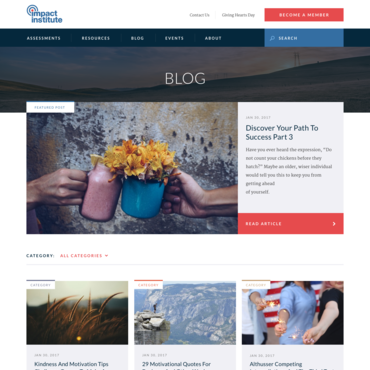 impact
institute
Contact Us
Giving Hearts Day
BECOME A MEMBER
ASSESSMENTS
RESOURCES
BLOG
EVENTS
ABOUT
SEARCH
BLOG
FEATURED POST
JAN 30, 2017
Discover Your Path To
Success Part 3
Have you ever heard the expression, "Do
not count your chickens before they
hatch?" Maybe an older, wiser individual
would tell you this to keep you from
getting ahead
of yourself.
READ ARTICLE
CATEGORY: ALL CATEGORIES
CATEGORY
CATEGORY
CATEGORY
JAN 30, 2017
JAN 30, 2017
JAN 30, 2017
Kindness And Motivation Tips
29 Motivational Quotes For
Althusser Competing